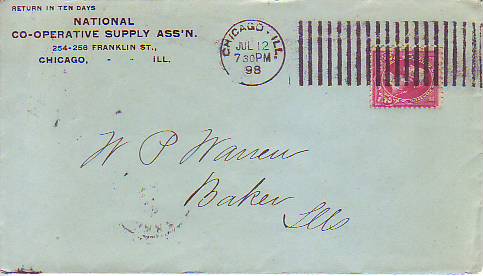 RETURN IN TEN DAYS
NATIONAL
CO-OPERATIVE SUPPLY ASS'N.
254-258 FRANKLIN ST.,
CHICAGO, - - ILL.
CHICAGO, ILL.
JUL 12
7 30 PM
98
W P Warren
Baker
Ills